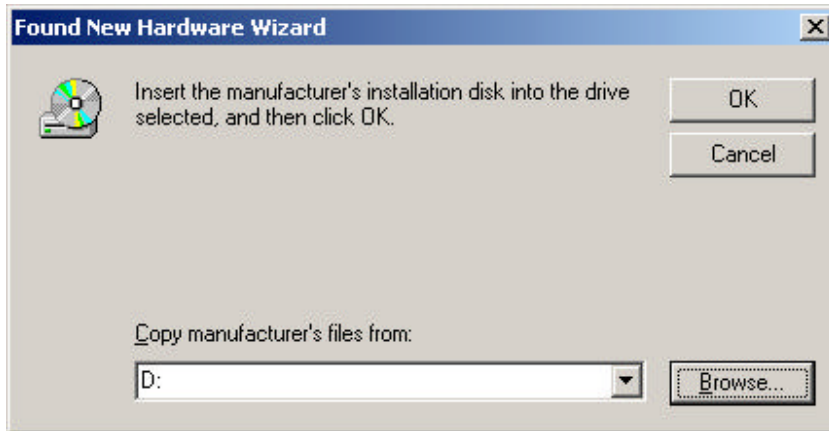 Found New Hardware Wizard
Insert the manufacturer's installation disk into the drive
selected, and then click OK.
OK
Cancel
Copy manufacturer's files from:
D:
Browse...